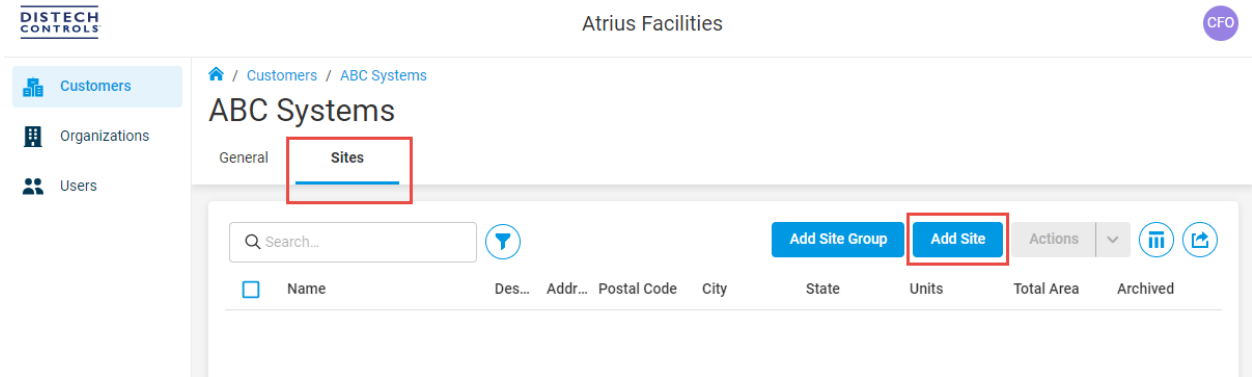 DISTECH
CONTROLS
Atrius Facilities
CFO
Customers
Organizations
Users
/ Customers / ABC Systems
ABC Systems
General Sites
Search...
Add Site Group Add Site Actions
Name Des... Addr... Postal Code City State Units Total Area Archived